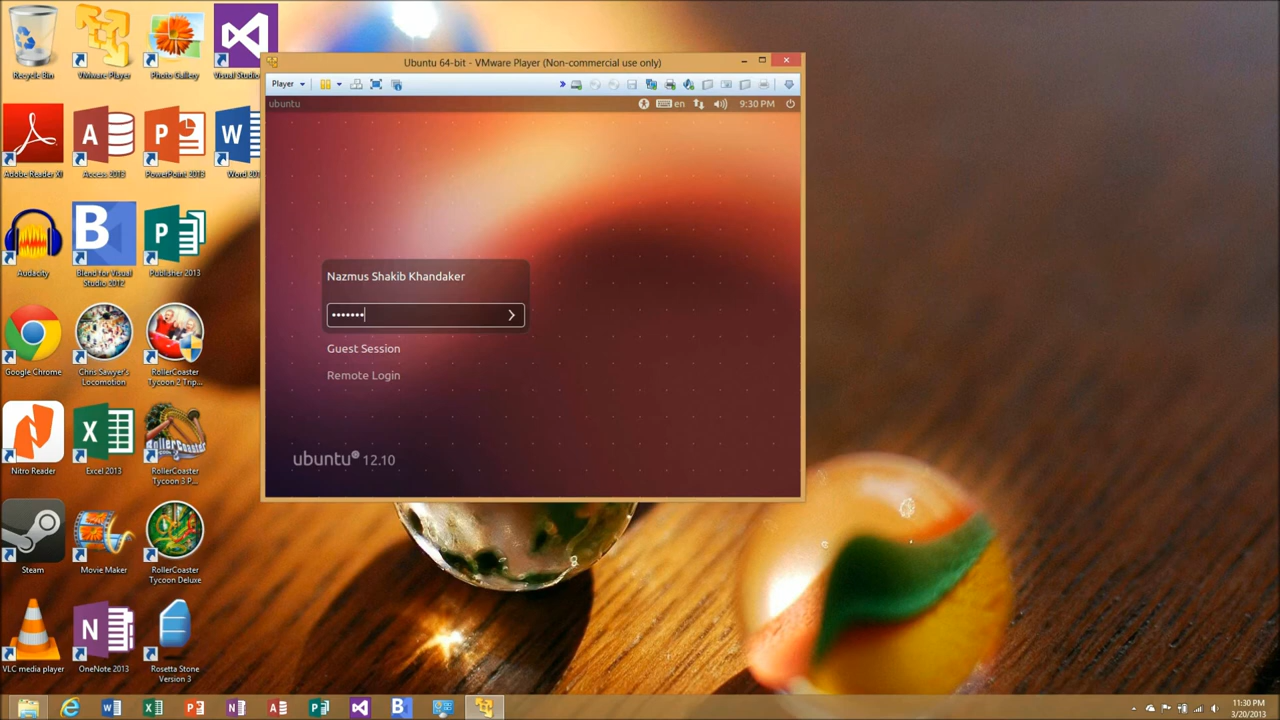 Recycle Bin
VMware Player
Photo Gallery
Visual Studio
Adobe Reader XI
Access 2013
PowerPoint 2013
Audacity
Blend for Visual
Studio 2012
Publisher 2013
Google Chrome
Chris Sawyer's
Locomotion
RollerCoaster
Tycoon 2 Trip...
Nitro Reader
Excel 2013
RollerCoaster
Tycoon 3 P...
Steam
Movie Maker
RollerCoaster
Tycoon Deluxe
VLC media player
OneNote 2013
Rosetta Stone
Version 3
Ubuntu 64-bit - VMware Player (Non-commercial use only)
Player
ubuntu
en
9:30 PM
Nazmus Shakib Khandaker
Guest Session
Remote Login
ubuntu® 12.10
11:30 PM
3/20/2013